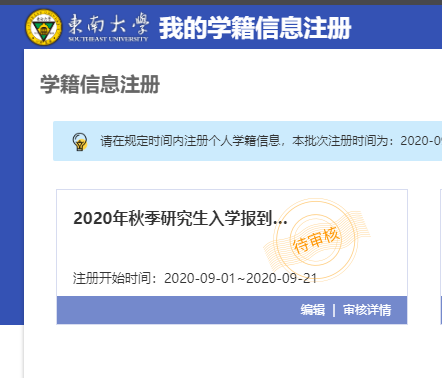 東南大學 我的学籍信息注册
SOUTHEAST UNIVERSITY
学籍信息注册
请在规定时间内注册个人学籍信息，本批次注册时间为：2020-09
2020年秋季研究生入学报到...
待审核
注册开始时间：2020-09-01~2020-09-21
编辑 | 审核详情